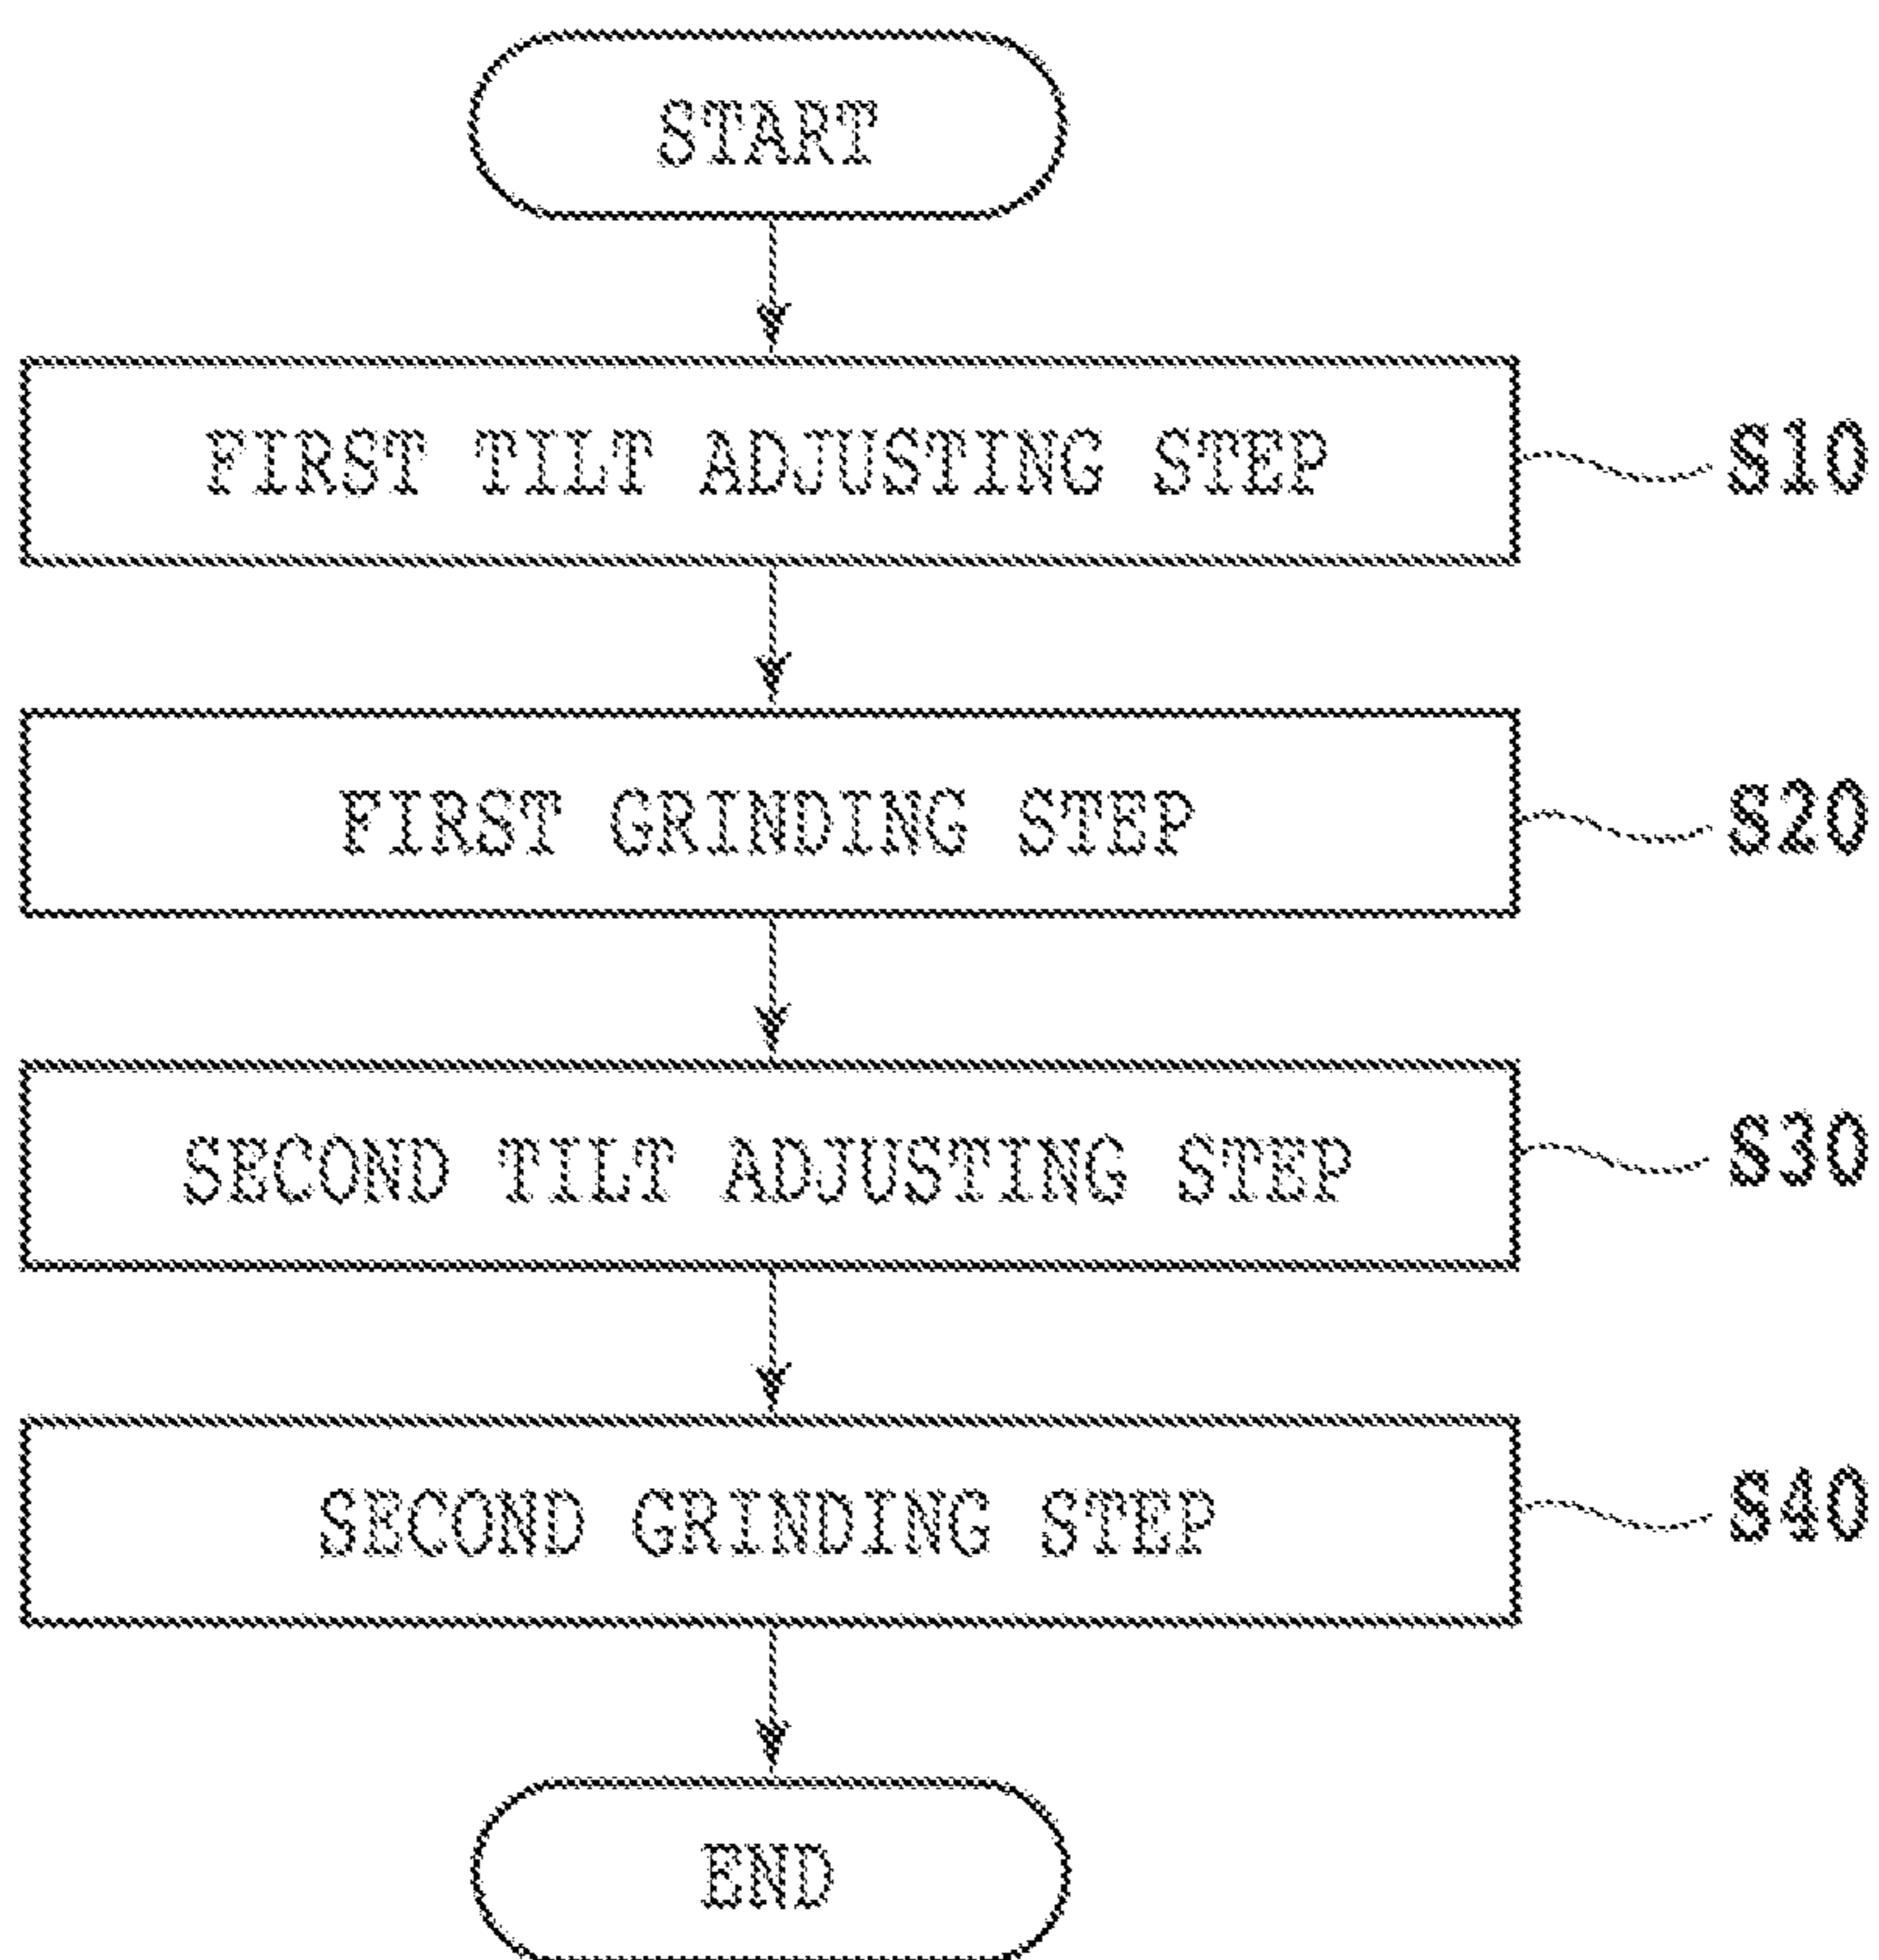 START
FIRST TILT ADJUSTING STEP
S10
FIRST GRINDING STEP
S20
SECOND TILT ADJUSTING STEP
S30
SECOND GRINDING STEP
S40
END